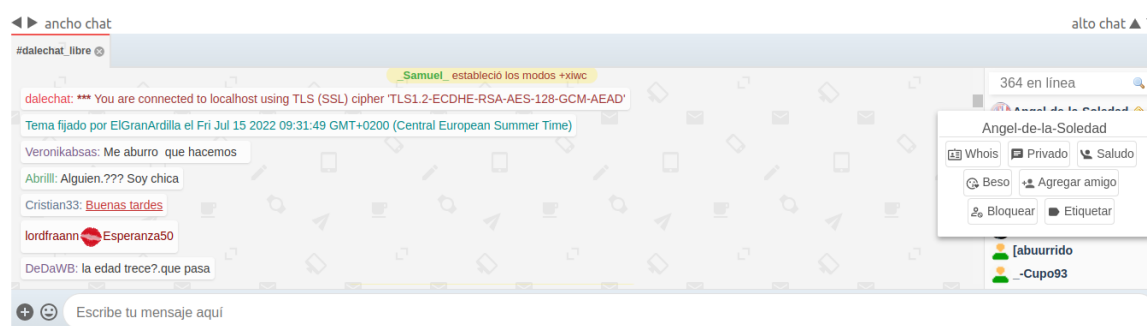 ancho chat
alto chat
#dalechat_libre
_Samuel_ estableció los modos +xiwc
dalechat: *** You are connected to localhost using TLS (SSL) cipher 'TLS1.2-ECDHE-RSA-AES-128-GCM-AEAD'
Tema fijado por ElGranArdilla el Fri Jul 15 2022 09:31:49 GMT+0200 (Central European Summer Time)
Veronikabsas: Me aburro que hacemos
Abrilll: Alguien.??? Soy chica
Cristian33: Buenas tardes
lordfraann Esperanza50
DeDaWB: la edad trece?.que pasa
Escribe tu mensaje aquí
364 en línea
Angel-de-la-Soledad
Angel-de-la-Soledad
Whois Privado Saludo
Beso Agregar amigo
Bloquear Etiquetar
[abuurrido
_-Cupo93